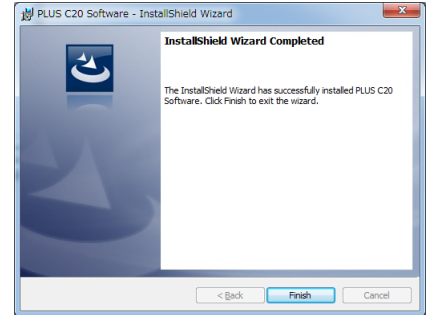 PLUS C20 Software - InstallShield Wizard
InstallShield Wizard Completed
The InstallShield Wizard has successfully installed PLUS C20
Software. Click Finish to exit the wizard.
< Back Finish Cancel